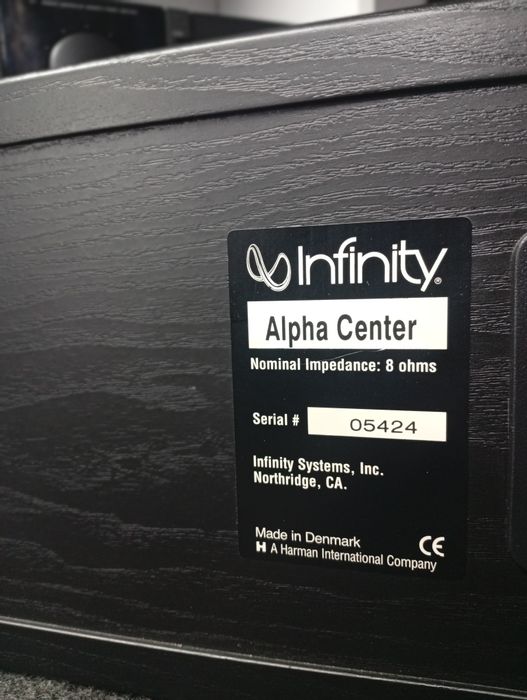 Infinity®
Alpha Center
Nominal Impedance: 8 ohms
Serial # 05424
Infinity Systems, Inc.
Northridge, CA.
Made in Denmark
H A Harman International Company
CE